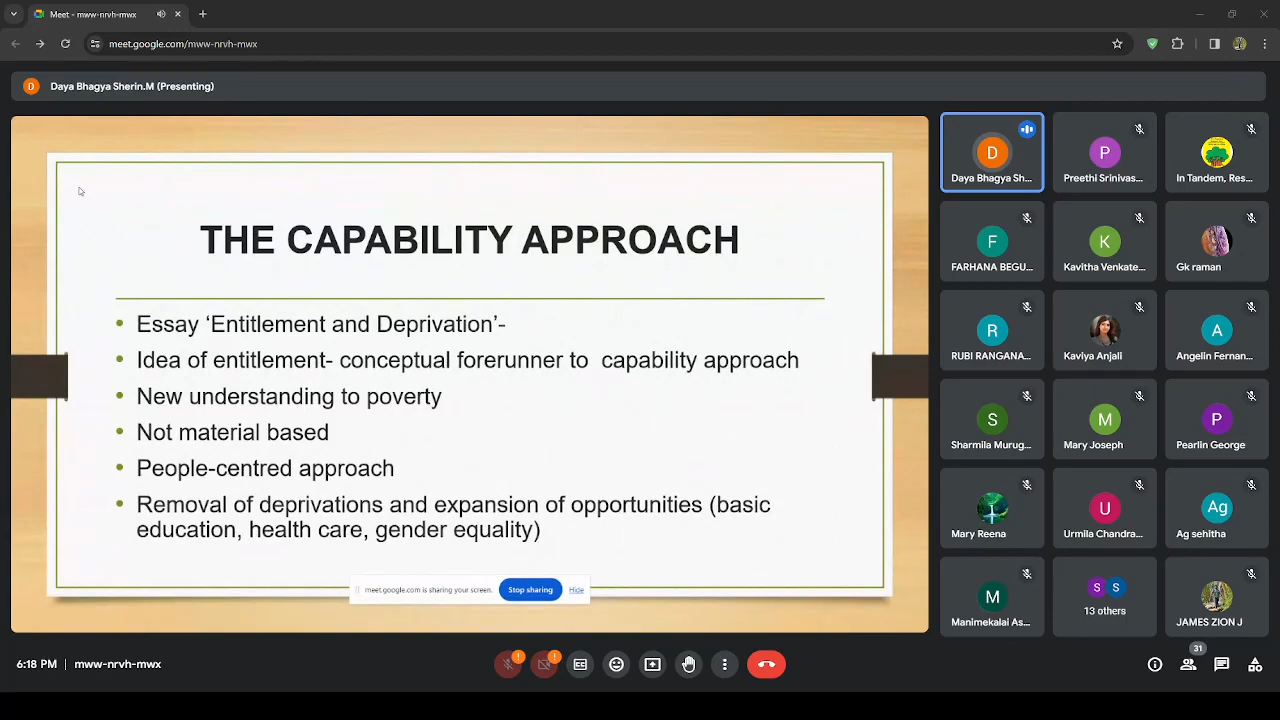 Meet - mww-nrvh-mwx
meet.google.com/mww-nrvh-mwx
D
Daya Bhagya Sherin.M (Presenting)
THE CAPABILITY APPROACH
• Essay ‘Entitlement and Deprivation’-
• Idea of entitlement- conceptual forerunner to capability approach
• New understanding to poverty
• Not material based
• People-centred approach
• Removal of deprivations and expansion of opportunities (basic
education, health care, gender equality)
meet.google.com is sharing your screen.
Stop sharing
Hide
D
Daya Bhagya Sh...
P
Preethi Srinivas...
In Tandem, Res...
F
FARHANA BEGU...
K
Kavitha Venkate...
Gk raman
R
RUBI RANGANA...
Kaviya Anjali
A
Angelin Fernan...
S
Sharmila Murug...
M
Mary Joseph
P
Pearlin George
Mary Reena
U
Urmila Chandra...
Ag
Ag sehitha
M
Manimekalai As...
S S
13 others
JAMES ZION J
6:18 PM | mww-nrvh-mwx
31